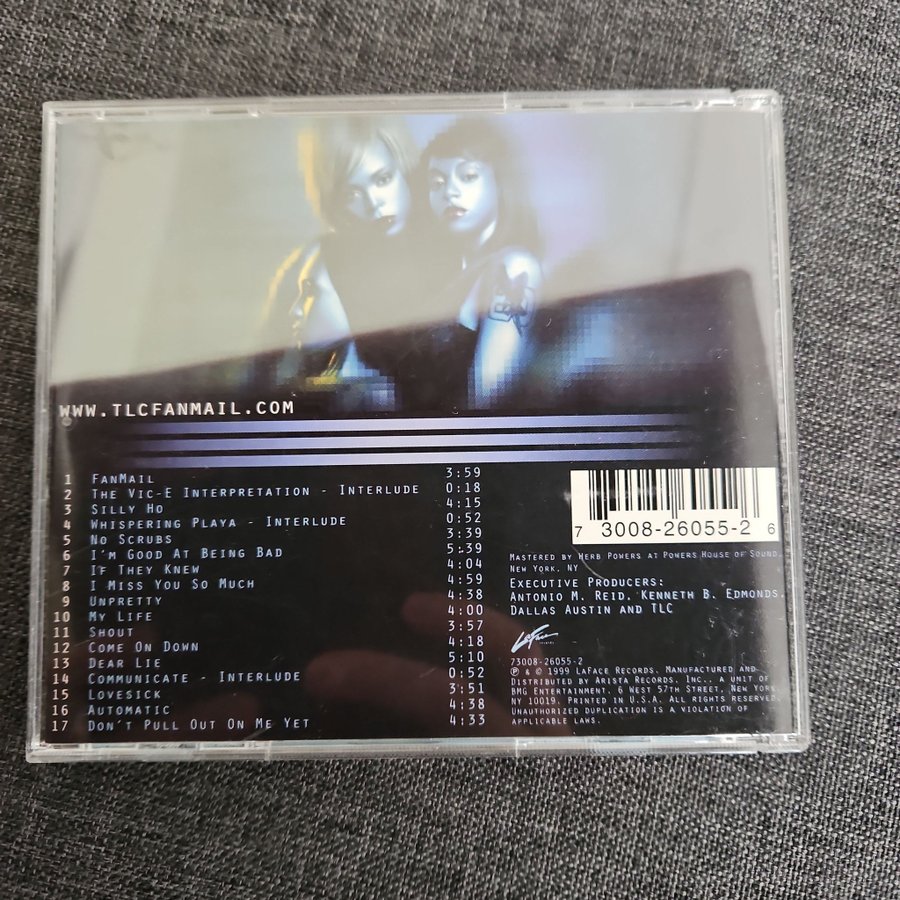 WWW.TLCFANMAIL.COM
1 FANMAIL 3:59
2 THE VIC-E INTERPRETATION - INTERLUDE 0:18
3 SILLY HO 4:15
4 WHISPERING PLAYA - INTERLUDE 0:52
5 NO SCRUBS 3:39
6 I'M GOOD AT BEING BAD 5:39
7 IF THEY KNEW 4:04
8 I MISS YOU SO MUCH 4:59
9 UNPRETTY 4:38
10 MY LIFE 4:00
11 SHOUT 3:57
12 COME ON DOWN 4:18
13 DEAR LIE 5:10
14 COMMUNICATE - INTERLUDE 0:52
15 LOVESICK 3:51
16 AUTOMATIC 4:38
17 DON'T PULL OUT ON ME YET 4:33
7 3008-26055-2 6
MASTERED BY HERB POWERS AT POWERS HOUSE OF SOUND,
NEW YORK, NY
EXECUTIVE PRODUCERS:
ANTONIO M. REID, KENNETH B. EDMONDS,
DALLAS AUSTIN AND TLC
LaFace
RECORDS
73008-26055-2
℗ & © 1999 LAFACE RECORDS. MANUFACTURED AND
DISTRIBUTED BY ARISTA RECORDS, INC., A UNIT OF
BMG ENTERTAINMENT. 6 WEST 57TH STREET, NEW YORK,
NY 10019. PRINTED IN U.S.A. ALL RIGHTS RESERVED.
UNAUTHORIZED DUPLICATION IS A VIOLATION OF
APPLICABLE LAWS.